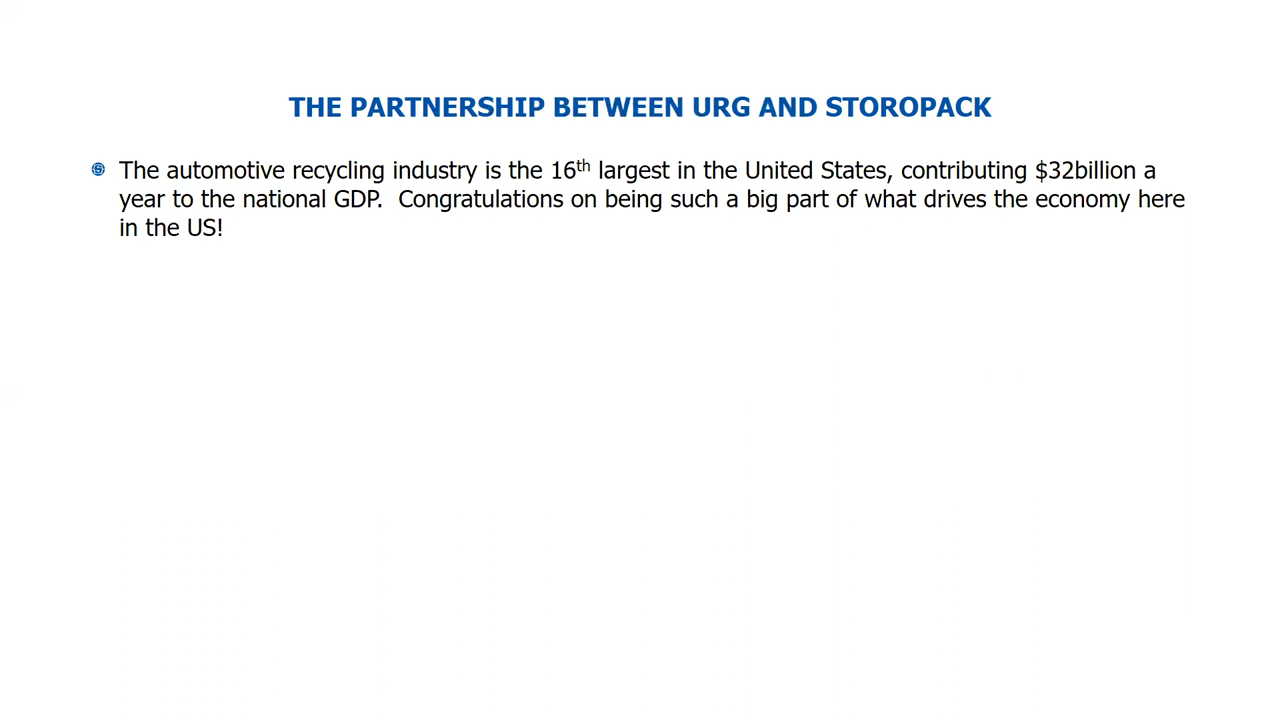 THE PARTNERSHIP BETWEEN URG AND STOROPACK
The automotive recycling industry is the 16th largest in the United States, contributing $32billion a
year to the national GDP.  Congratulations on being such a big part of what drives the economy here
in the US!